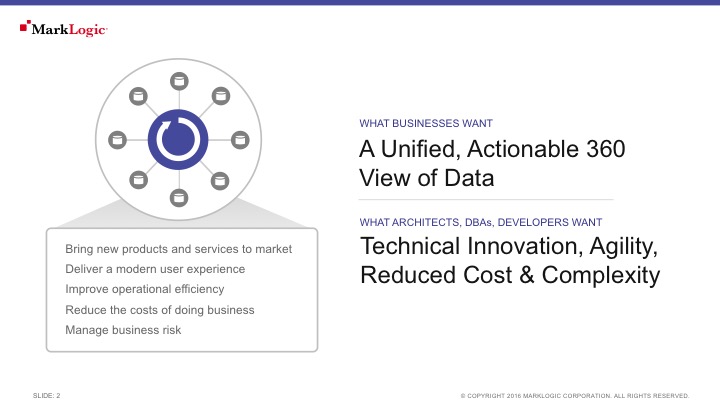 MarkLogic
WHAT BUSINESSES WANT
A Unified, Actionable 360
View of Data
WHAT ARCHITECTS, DBAs, DEVELOPERS WANT
Technical Innovation, Agility,
Reduced Cost & Complexity
Bring new products and services to market
Deliver a modern user experience
Improve operational efficiency
Reduce the costs of doing business
Manage business risk
SLIDE: 2
© COPYRIGHT 2016 MARKLOGIC CORPORATION. ALL RIGHTS RESERVED.